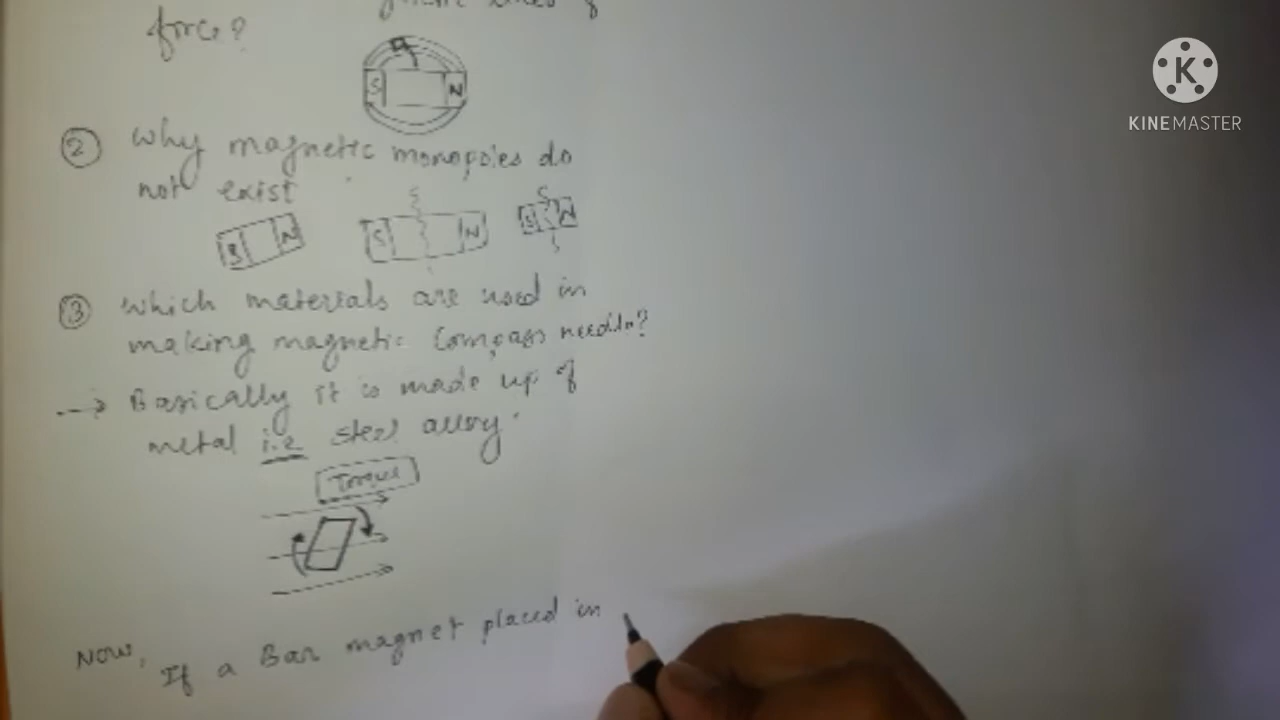 force?
S N
② Why magnetic monopoles do
not exist
S N S N S N
③ which materials are used in
making magnetic Compass needle?
→ Basically it is made up of
metal i.e steel alloy.
Torque
Now,
If a Bar magnet placed in
K
KINEMASTER